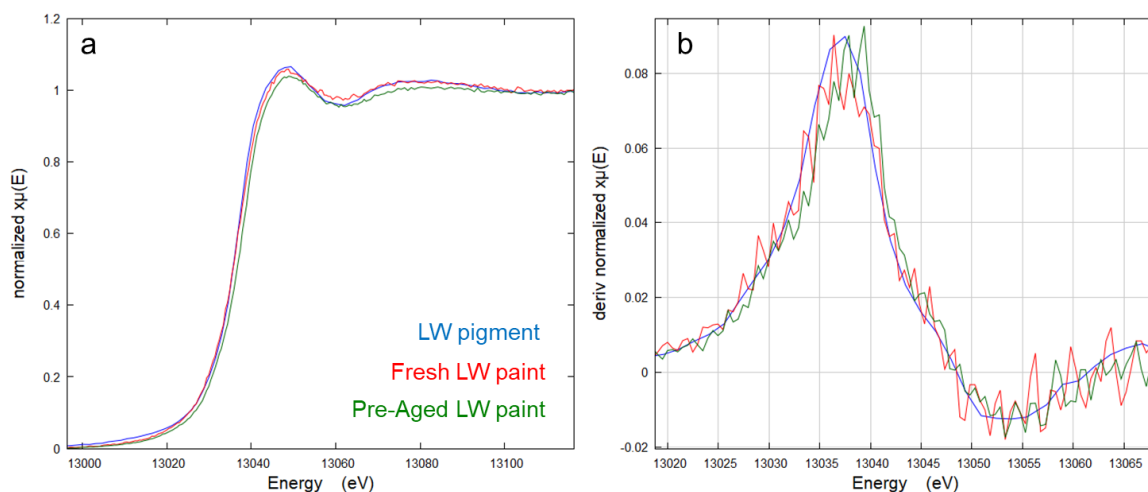 a
1.2
1
0.8
0.6
0.4
0.2
0
normalized xμ(E)
LW pigment
Fresh LW paint
Pre-Aged LW paint
13000 13020 13040 13060 13080 13100
Energy (eV)
b
0.08
0.06
0.04
0.02
0
-0.02
deriv normalized xμ(E)
13020 13025 13030 13035 13040 13045 13050 13055 13060 13065
Energy (eV)